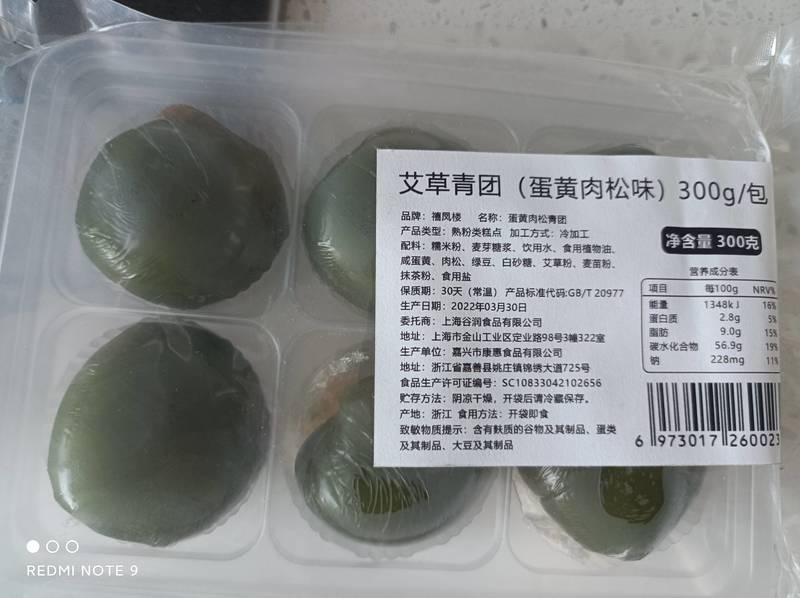 艾草青团（蛋黄肉松味）300g/包
品牌：禧凤楼 名称：蛋黄肉松青团
产品类型：熟粉类糕点 加工方式：冷加工
配料：糯米粉、麦芽糖浆、饮用水、食用植物油、
咸蛋黄、肉松、绿豆、白砂糖、艾草粉、麦苗粉、
抹茶粉、食用盐
保质期：30天（常温） 产品标准代码:GB/T 20977
生产日期：2022年03月30日
委托商：上海谷润食品有限公司
地址：上海市金山工业区定业路98号3幢322室
生产单位：嘉兴市康惠食品有限公司
地址：浙江省嘉善县姚庄镇锦绣大道725号
食品生产许可证编号：SC10833042102656
贮存方法：阴凉干燥，开袋后请冷藏保存。
产地：浙江 食用方法：开袋即食
致敏物质提示：含有麸质的谷物及其制品、蛋类
及其制品、大豆及其制品
净含量 300克
营养成分表
项目 每100g NRV%
能量 1348kJ 16%
蛋白质 2.8g 5%
脂肪 9.0g 15%
碳水化合物 56.9g 19%
钠 228mg 11%
6 973017 260023
REDMI NOTE 9